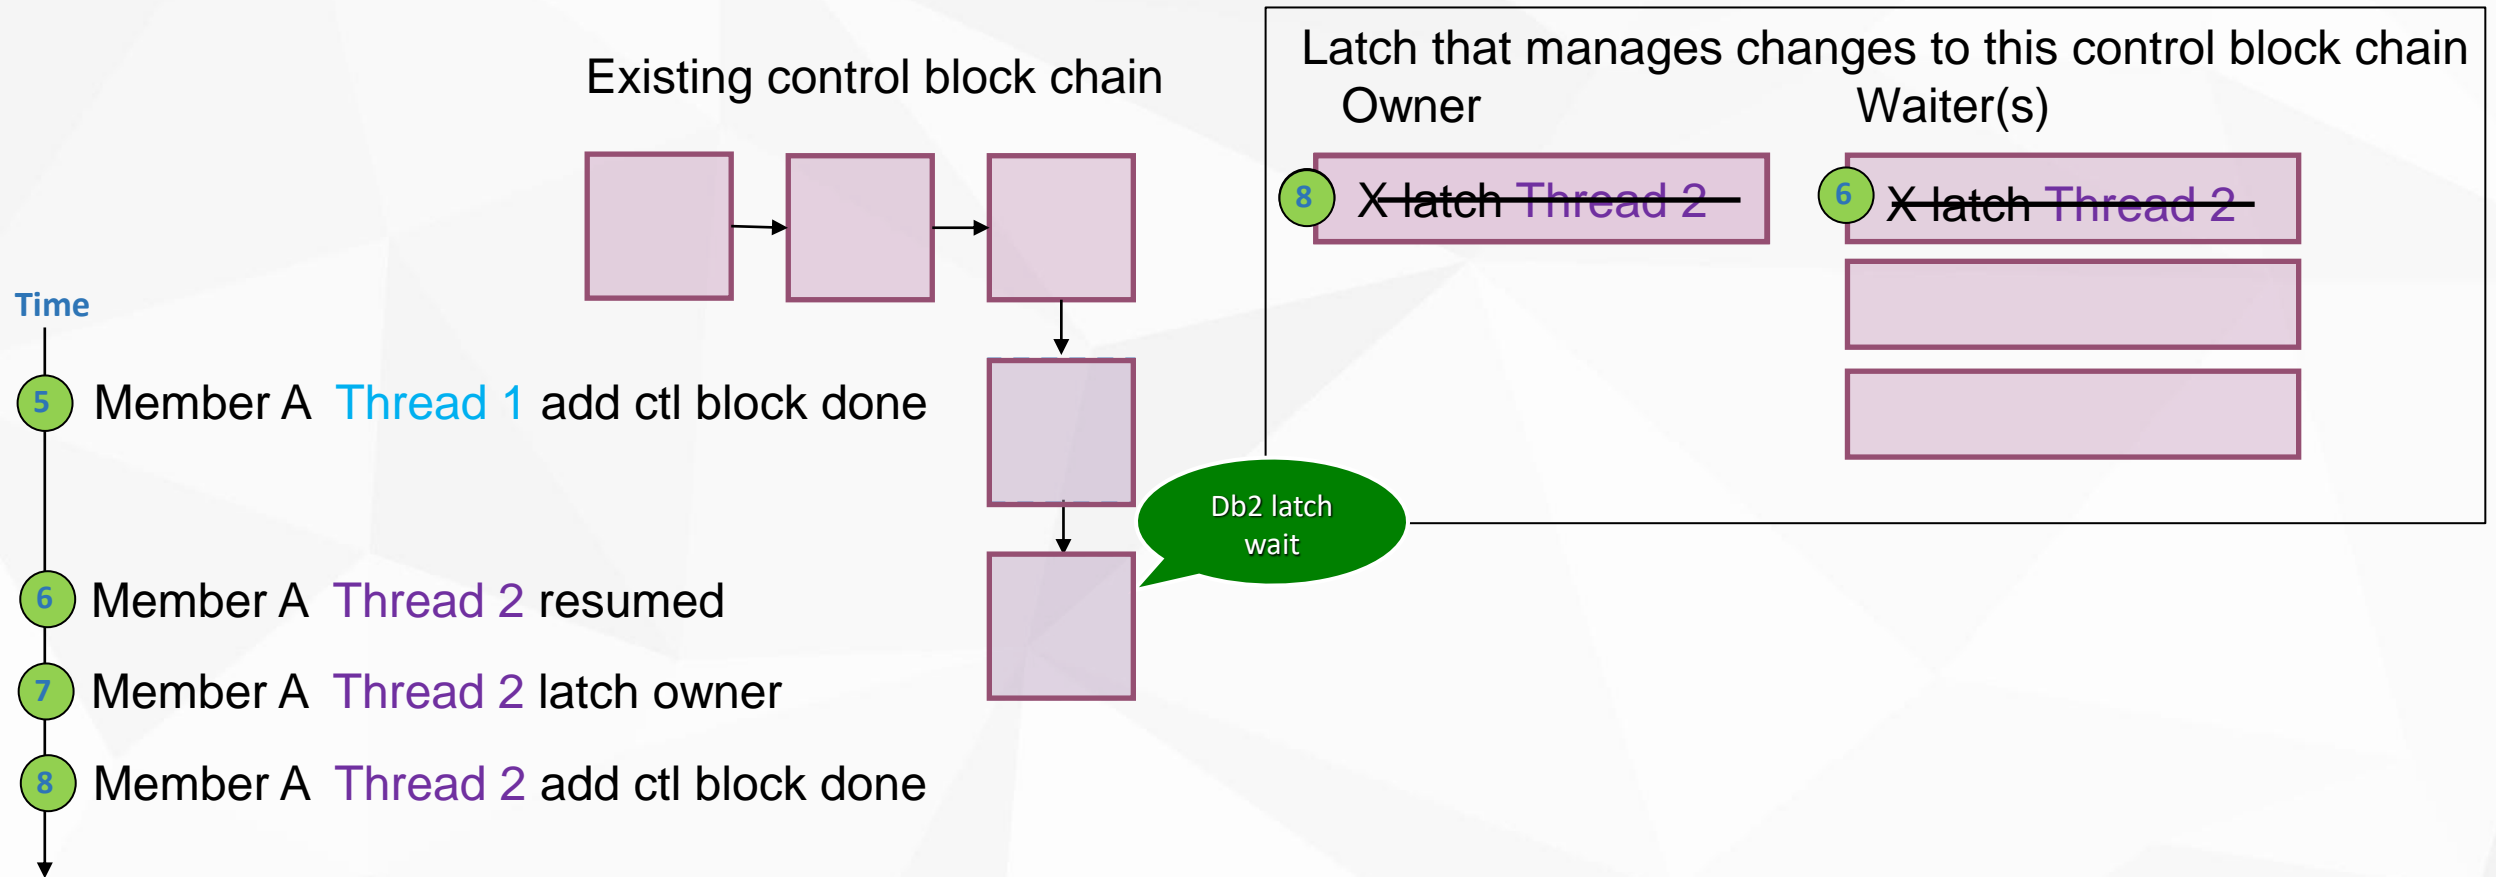 Existing control block chain
Latch that manages changes to this control block chain
Owner
Waiter(s)
8 X latch Thread 2
6 X latch Thread 2
Time
5 Member A Thread 1 add ctl block done
Db2 latch
wait
6 Member A Thread 2 resumed
7 Member A Thread 2 latch owner
8 Member A Thread 2 add ctl block done